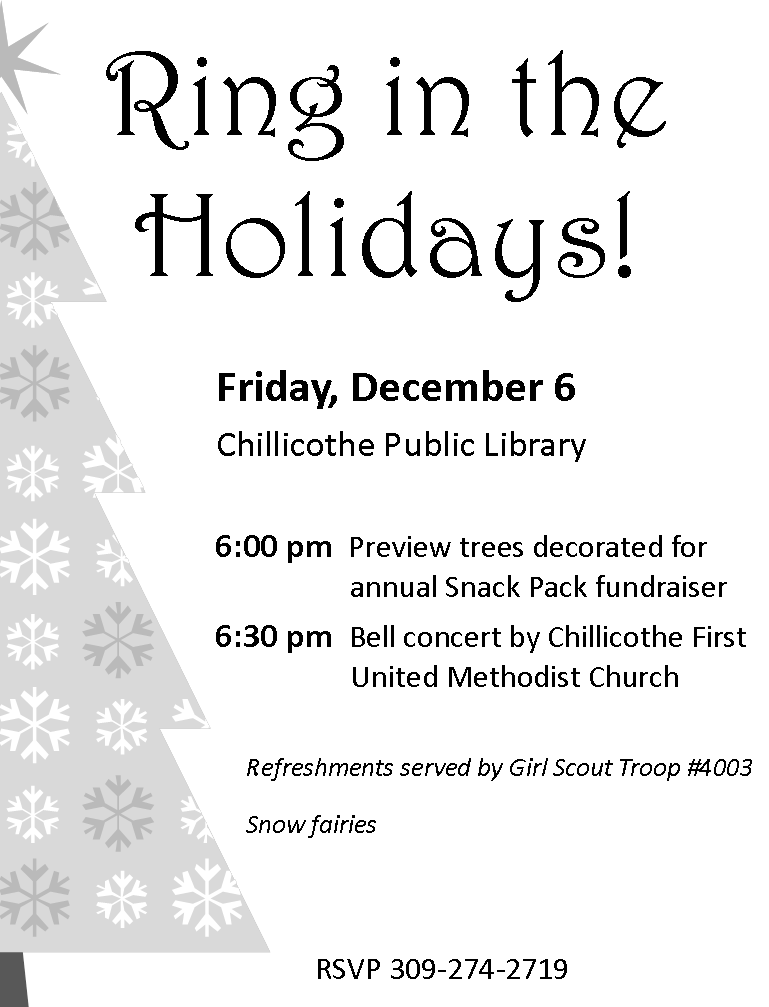 Ring in the
Holidays!
Friday, December 6
Chillicothe Public Library
6:00 pm Preview trees decorated for
annual Snack Pack fundraiser
6:30 pm Bell concert by Chillicothe First
United Methodist Church
Refreshments served by Girl Scout Troop #4003
Snow fairies
RSVP 309-274-2719